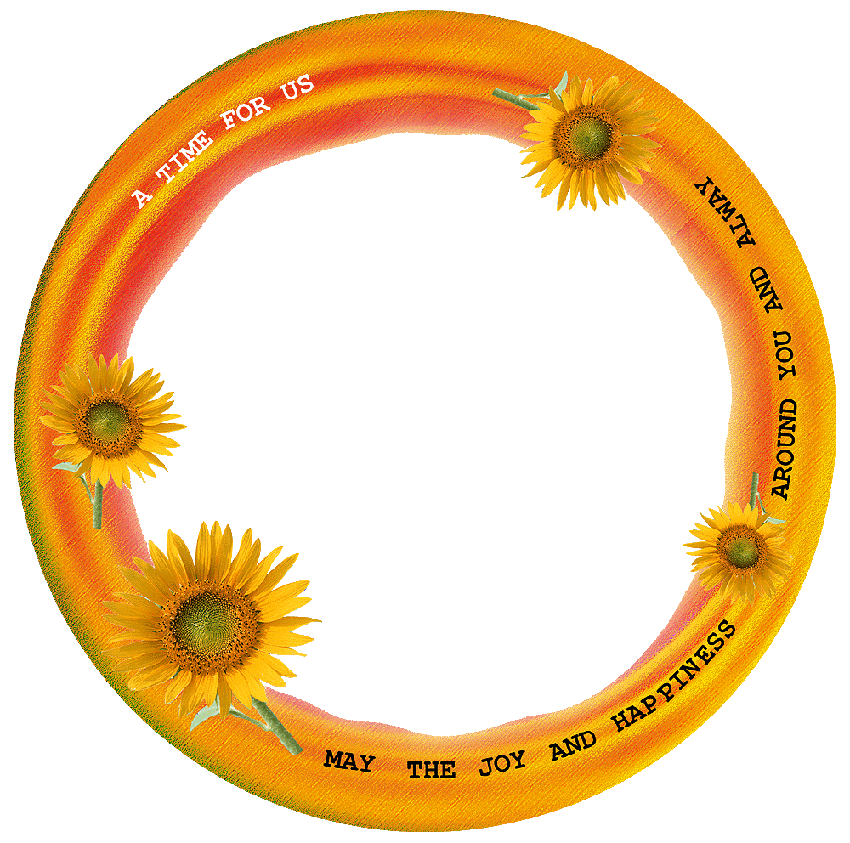 A TIME FOR US
MAY THE JOY AND HAPPINESS
AROUND YOU AND ALWAY